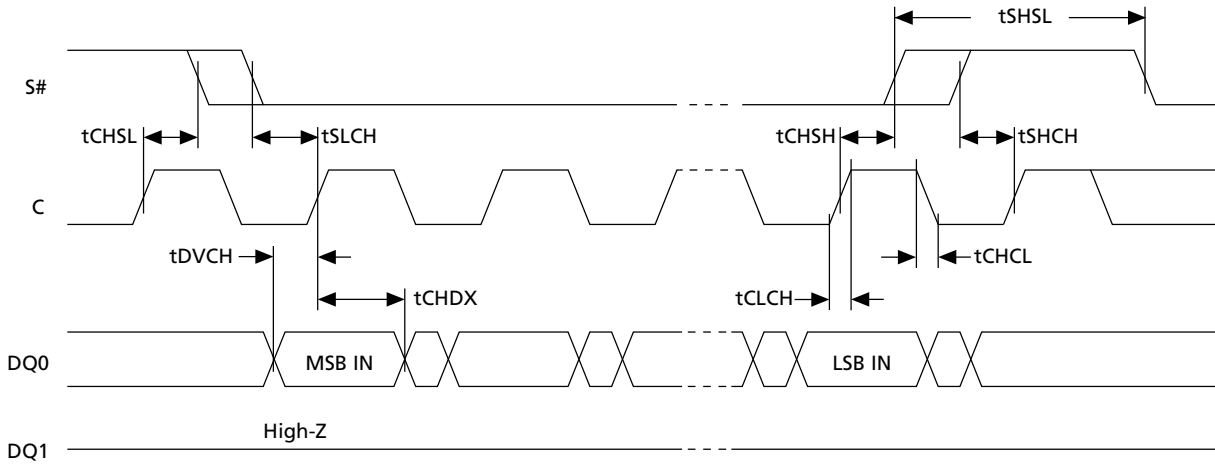 tSHSL
S#
tCHSL
tSLCH
tCHSH
tSHCH
C
tDVCH
tCHCL
tCHDX
tCLCH
DQ0
MSB IN
LSB IN
High-Z
DQ1